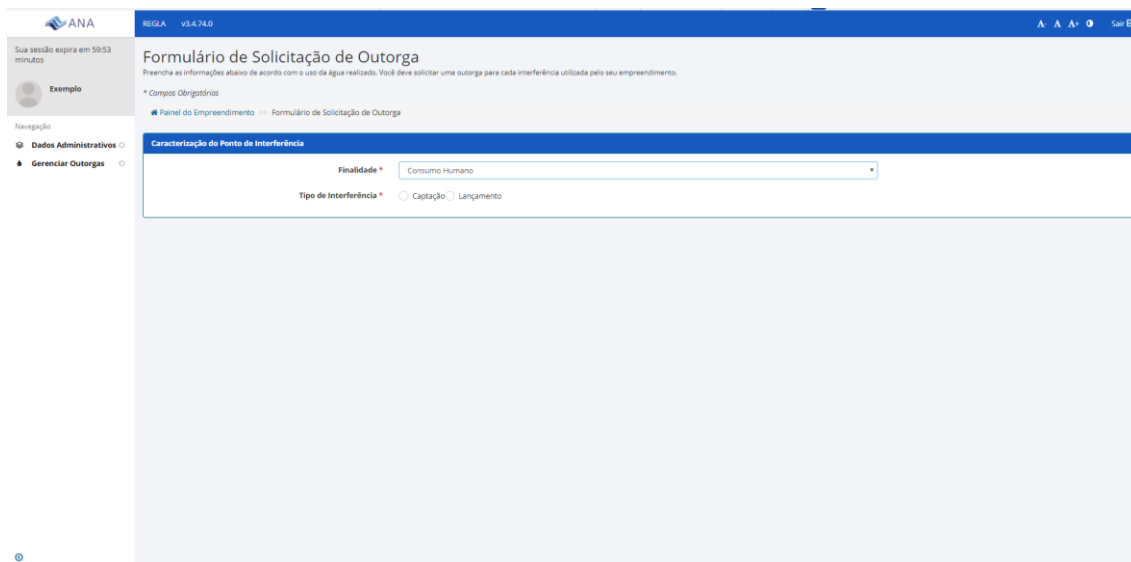 ANA
REGLA v3.4.74.0
A- A A+ Sair
Sua sessão expira em 59:53
minutos
Exemplo
Navegação
Dados Administrativos
Gerenciar Outorgas
Formulário de Solicitação de Outorga
Preencha as informações abaixo de acordo com o uso da água realizado. Você deve solicitar uma outorga para cada interferência utilizada pelo seu empreendimento.
* Campos Obrigatórios
Painel do Empreendimento >> Formulário de Solicitação de Outorga
Caracterização do Ponto de Interferência
Finalidade * Consumo Humano
Tipo de Interferência * Captação Lançamento